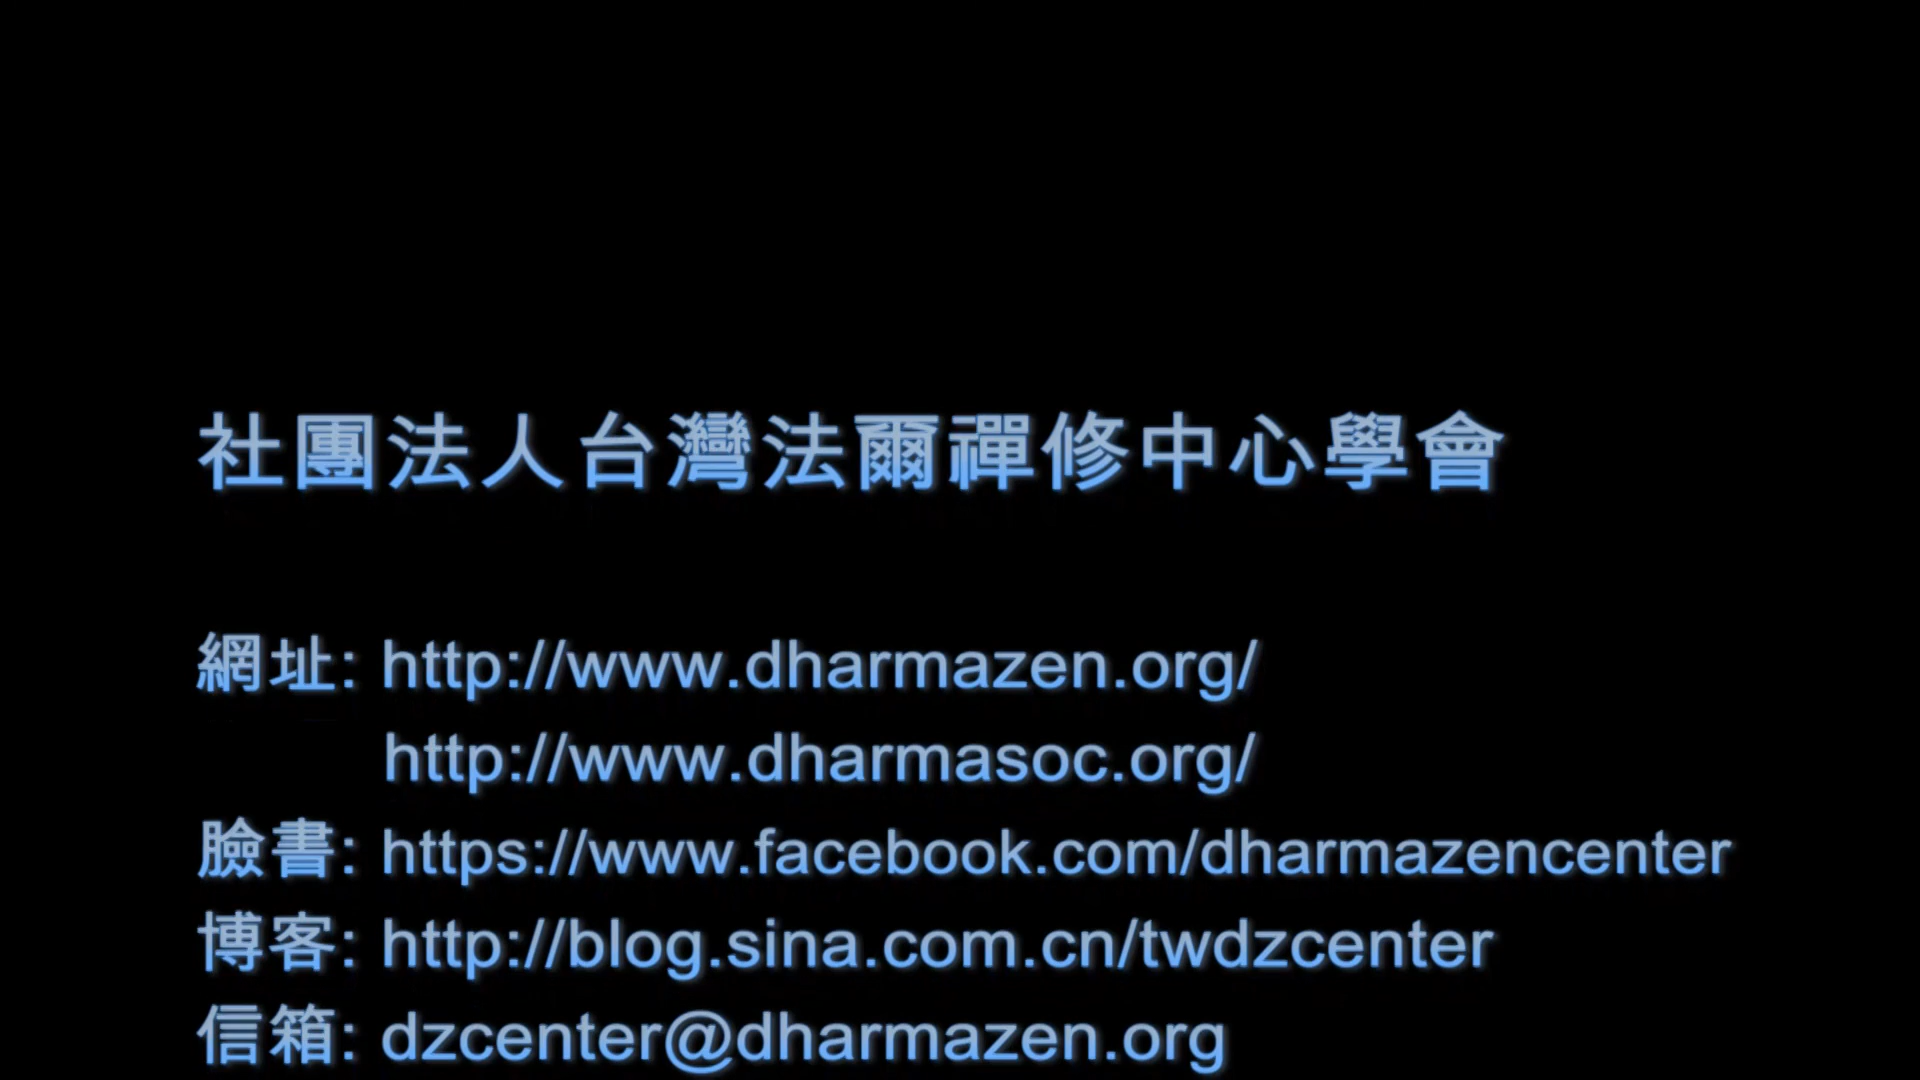 社團法人台灣法爾禪修中心學會
網址: http://www.dharmazen.org/
http://www.dharmasoc.org/
臉書: https://www.facebook.com/dharmazencenter
博客: http://blog.sina.com.cn/twdzcenter
信箱: dzcenter@dharmazen.org